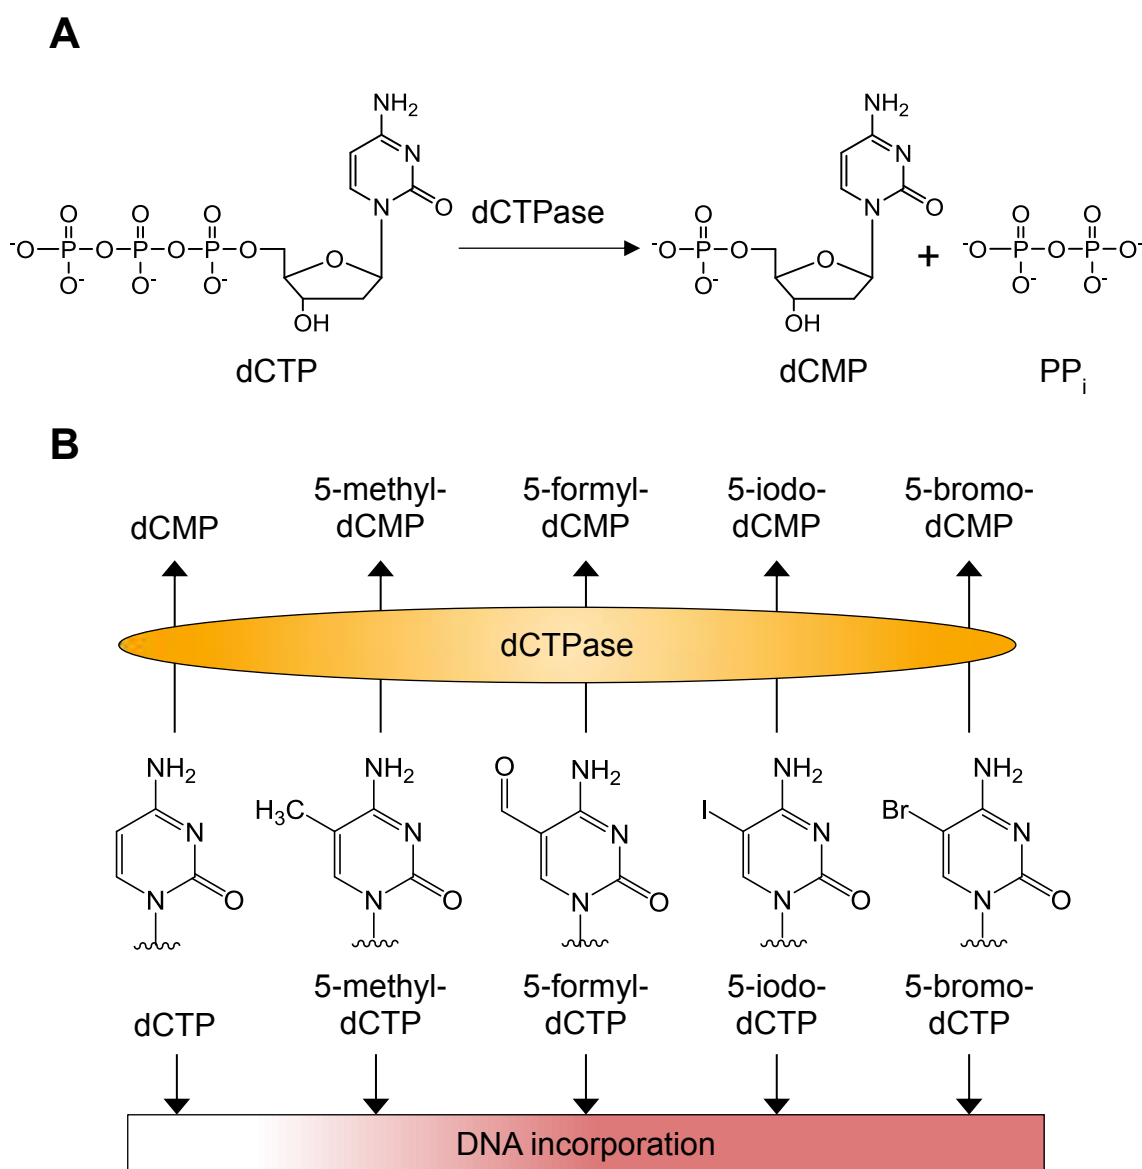 A
NH₂
N
N
O
O O O
⁻O P O P O P O
O⁻ O⁻ O⁻
O
OH
dCTP
dCTPase
NH₂
N
N
O
O
⁻O P O
O⁻
O
OH
dCMP
+
O O
⁻O P O P O⁻
O⁻ O⁻
PPᵢ
B
dCMP
5-methyl-
dCMP
5-formyl-
dCMP
5-iodo-
dCMP
5-bromo-
dCMP
dCTPase
NH₂
N
N
O
NH₂
H₃C
N
N
O
O
NH₂
N
N
O
NH₂
I
N
N
O
NH₂
Br
N
N
O
dCTP
5-methyl-
dCTP
5-formyl-
dCTP
5-iodo-
dCTP
5-bromo-
dCTP
DNA incorporation